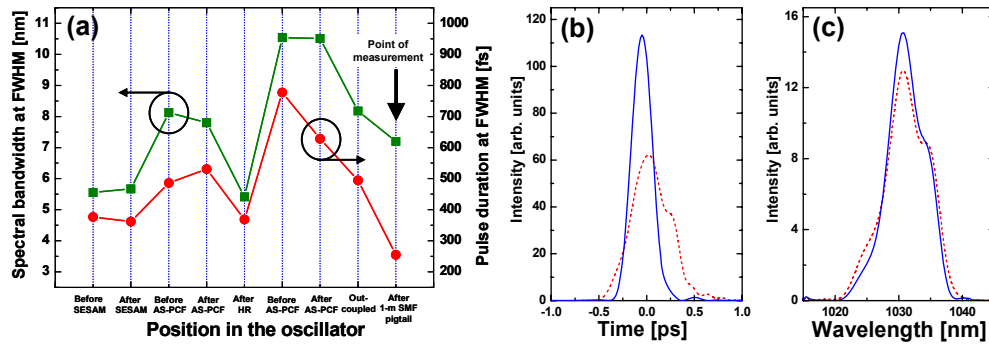 (a)
Spectral bandwidth at FWHM [nm]
11
10
9
8
7
6
5
4
3
Point of
measurement
1000
900
800
700
600
500
400
300
200
Pulse duration at FWHM [fs]
Before SESAM
After SESAM
Before AS-PCF
After AS-PCF
After HR
Before AS-PCF
After AS-PCF
Out-coupled
After 1-m SMF pigtail
Position in the oscillator
(b)
Intensity [arb. units]
120
100
80
60
40
20
0
-1.0 -0.5 0.0 0.5 1.0
Time [ps]
(c)
Intensity [arb. units]
16
12
8
4
0
1020 1030 1040
Wavelength [nm]